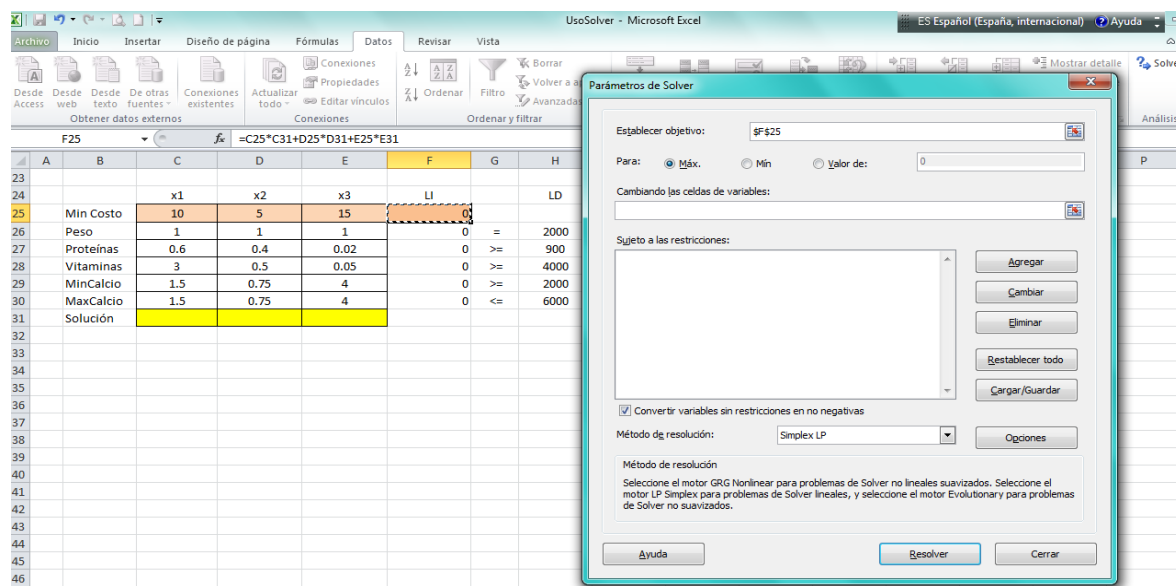 UsoSolver - Microsoft Excel
ES Español (España, internacional) Ayuda
Archivo Inicio Insertar Diseño de página Fórmulas Datos Revisar Vista
Desde Access
Desde web
Desde texto
De otras fuentes
Conexiones existentes
Obtener datos externos
Actualizar todo
Conexiones
Propiedades
Editar vínculos
Conexiones
Ordenar
Filtro
Borrar
Avanzadas
Ordenar y filtrar
Mostrar detalle
F25 fx =C25*C31+D25*D31+E25*E31
A B C D E F G H P
23
24 x1 x2 x3 LI LD
25 Min Costo 10 5 15 0
26 Peso 1 1 1 0 = 2000
27 Proteínas 0.6 0.4 0.02 0 >= 900
28 Vitaminas 3 0.5 0.05 0 >= 4000
29 MinCalcio 1.5 0.75 4 0 >= 2000
30 MaxCalcio 1.5 0.75 4 0 <= 6000
31 Solución
32
33
34
35
36
37
38
39
40
41
42
43
44
45
46
Parámetros de Solver
Establecer objetivo: $F$25
Para: Máx. Mín Valor de: 0
Cambiando las celdas de variables:
Sujeto a las restricciones:
Agregar
Cambiar
Eliminar
Restablecer todo
Cargar/Guardar
Convertir variables sin restricciones en no negativas
Método de resolución: Simplex LP Opciones
Método de resolución
Seleccione el motor GRG Nonlinear para problemas de Solver no lineales suavizados. Seleccione el
motor LP Simplex para problemas de Solver lineales, y seleccione el motor Evolutionary para problemas
de Solver no suavizados.
Ayuda Resolver Cerrar